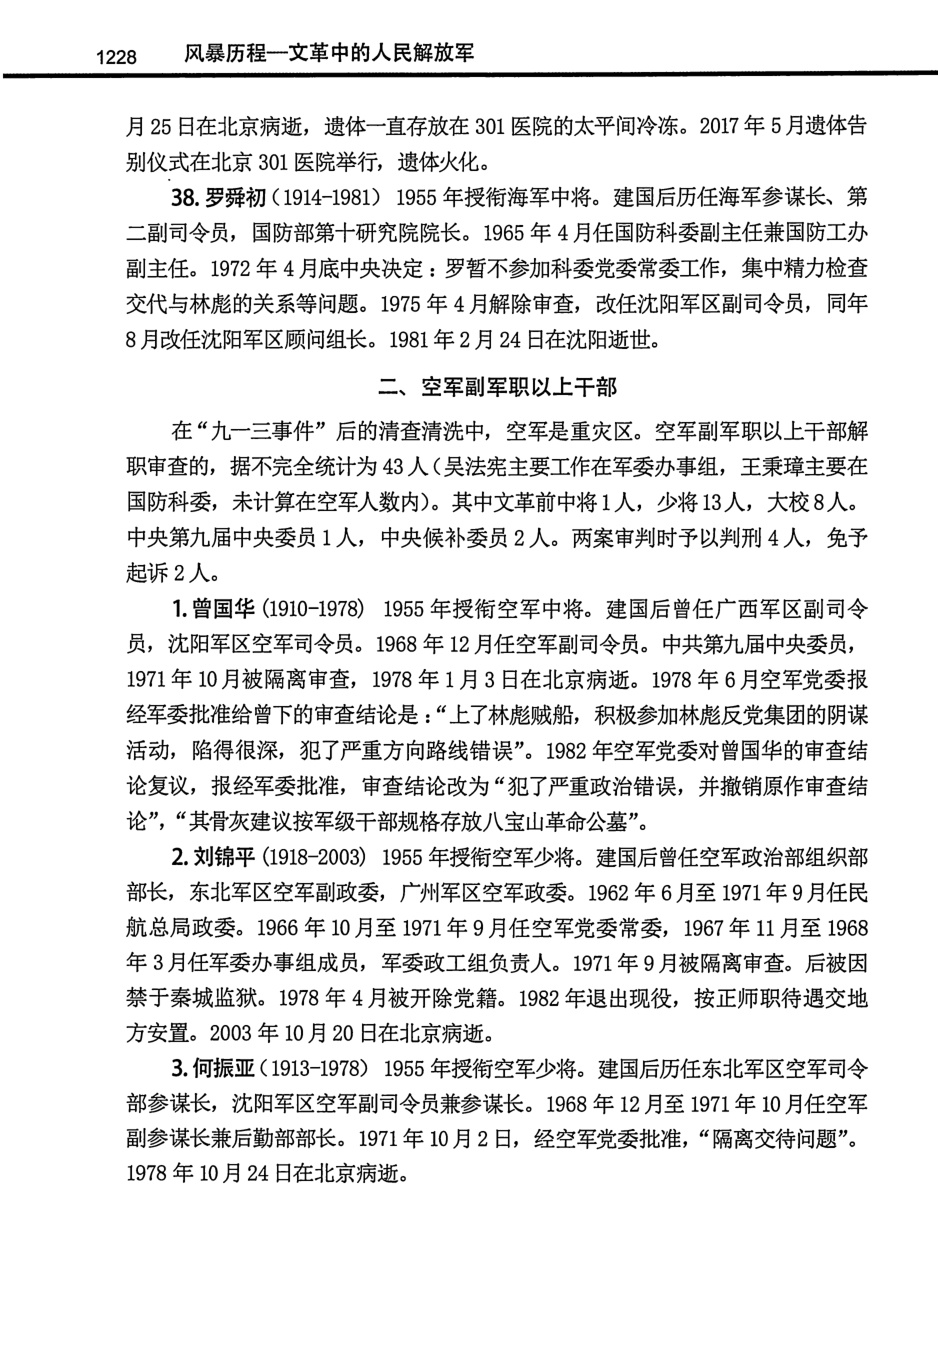 1228 风暴历程—文革中的人民解放军
月 25 日在北京病逝，遗体一直存放在 301 医院的太平间冷冻。2017 年 5 月遗体告
别仪式在北京 301 医院举行，遗体火化。
38. 罗舜初（1914-1981） 1955 年授衔海军中将。建国后历任海军参谋长、第
二副司令员，国防部第十研究院院长。1965 年 4 月任国防科委副主任兼国防工办
副主任。1972 年 4 月底中央决定：罗暂不参加科委党委常委工作，集中精力检查
交代与林彪的关系等问题。1975 年 4 月解除审查，改任沈阳军区副司令员，同年
8 月改任沈阳军区顾问组长。1981 年 2 月 24 日在沈阳逝世。
二、空军副军职以上干部
在“九一三事件”后的清查清洗中，空军是重灾区。空军副军职以上干部解
职审查的，据不完全统计为 43 人（吴法宪主要工作在军委办事组，王秉璋主要在
国防科委，未计算在空军人数内）。其中文革前中将 1 人，少将 13 人，大校 8 人。
中央第九届中央委员 1 人，中央候补委员 2 人。两案审判时予以判刑 4 人，免予
起诉 2 人。
1. 曾国华 (1910-1978) 1955 年授衔空军中将。建国后曾任广西军区副司令
员，沈阳军区空军司令员。1968 年 12 月任空军副司令员。中共第九届中央委员，
1971 年 10 月被隔离审查，1978 年 1 月 3 日在北京病逝。1978 年 6 月空军党委报
经军委批准给曾下的审查结论是：“上了林彪贼船，积极参加林彪反党集团的阴谋
活动，陷得很深，犯了严重方向路线错误”。1982 年空军党委对曾国华的审查结
论复议，报经军委批准，审查结论改为“犯了严重政治错误，并撤销原作审查结
论”，“其骨灰建议按军级干部规格存放八宝山革命公墓”。
2. 刘锦平 (1918-2003) 1955 年授衔空军少将。建国后曾任空军政治部组织部
部长，东北军区空军副政委，广州军区空军政委。1962 年 6 月至 1971 年 9 月任民
航总局政委。1966 年 10 月至 1971 年 9 月任空军党委常委，1967 年 11 月至 1968
年 3 月任军委办事组成员，军委政工组负责人。1971 年 9 月被隔离审查。后被因
禁于秦城监狱。1978 年 4 月被开除党籍。1982 年退出现役，按正师职待遇交地
方安置。2003 年 10 月 20 日在北京病逝。
3. 何振亚（1913-1978） 1955 年授衔空军少将。建国后历任东北军区空军司令
部参谋长，沈阳军区空军副司令员兼参谋长。1968 年 12 月至 1971 年 10 月任空军
副参谋长兼后勤部部长。1971 年 10 月 2 日，经空军党委批准，“隔离交待问题”。
1978 年 10 月 24 日在北京病逝。